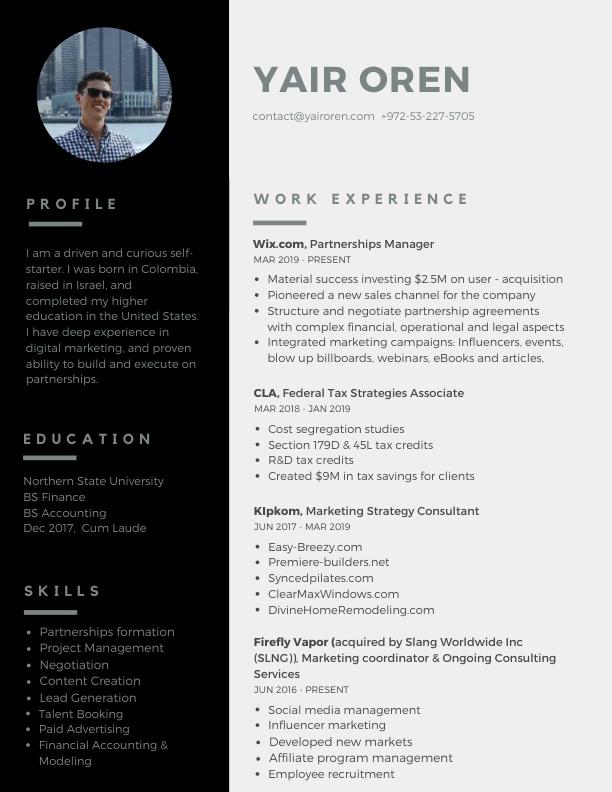 YAIR OREN
contact@yairoren.com +972-53-227-5705
PROFILE
I am a driven and curious self-
starter. I was born in Colombia,
raised in Israel, and
completed my higher
education in the United States.
I have deep experience in
digital marketing, and proven
ability to build and execute on
partnerships.
EDUCATION
Northern State University
BS Finance
BS Accounting
Dec 2017, Cum Laude
SKILLS
• Partnerships formation
• Project Management
• Negotiation
• Content Creation
• Lead Generation
• Talent Booking
• Paid Advertising
• Financial Accounting &
Modeling
WORK EXPERIENCE
Wix.com, Partnerships Manager
MAR 2019 - PRESENT
• Material success investing $2.5M on user - acquisition
• Pioneered a new sales channel for the company
• Structure and negotiate partnership agreements
with complex financial, operational and legal aspects
• Integrated marketing campaigns: Influencers, events,
blow up billboards, webinars, eBooks and articles,
CLA, Federal Tax Strategies Associate
MAR 2018 - JAN 2019
• Cost segregation studies
• Section 179D & 45L tax credits
• R&D tax credits
• Created $9M in tax savings for clients
KIpkom, Marketing Strategy Consultant
JUN 2017 - MAR 2019
• Easy-Breezy.com
• Premiere-builders.net
• Syncedpilates.com
• ClearMaxWindows.com
• DivineHomeRemodeling.com
Firefly Vapor (acquired by Slang Worldwide Inc
(SLNG)), Marketing coordinator & Ongoing Consulting
Services
JUN 2016 - PRESENT
• Social media management
• Influencer marketing
• Developed new markets
• Affiliate program management
• Employee recruitment